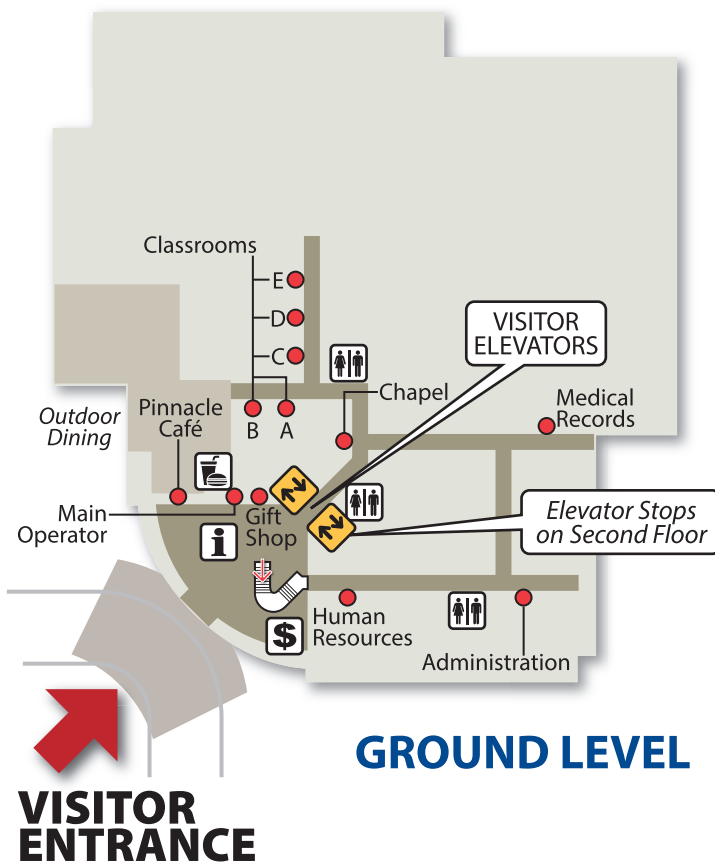 Classrooms
E
D
C
B
A
VISITOR
ELEVATORS
Chapel
Medical
Records
Outdoor
Dining
Pinnacle
Café
Main
Operator
Gift
Shop
i
Elevator Stops
on Second Floor
$
Human
Resources
Administration
GROUND LEVEL
VISITOR
ENTRANCE